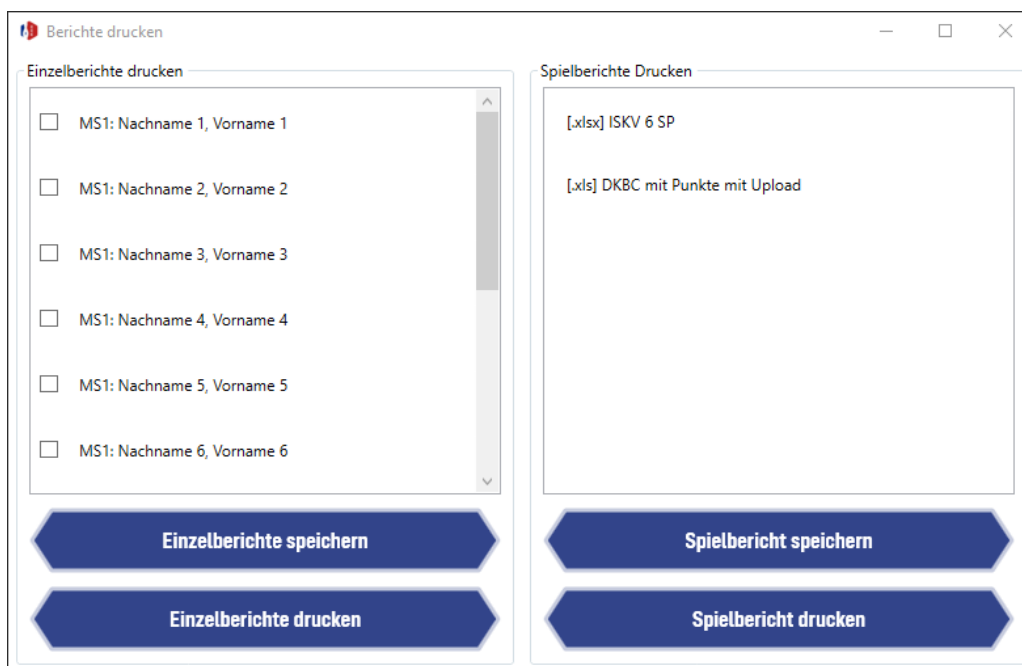 Berichte drucken
Einzelberichte drucken
MS1: Nachname 1, Vorname 1
MS1: Nachname 2, Vorname 2
MS1: Nachname 3, Vorname 3
MS1: Nachname 4, Vorname 4
MS1: Nachname 5, Vorname 5
MS1: Nachname 6, Vorname 6
Einzelberichte speichern
Einzelberichte drucken
Spielberichte Drucken
[.xlsx] ISKV 6 SP
[.xls] DKBC mit Punkte mit Upload
Spielbericht speichern
Spielbericht drucken